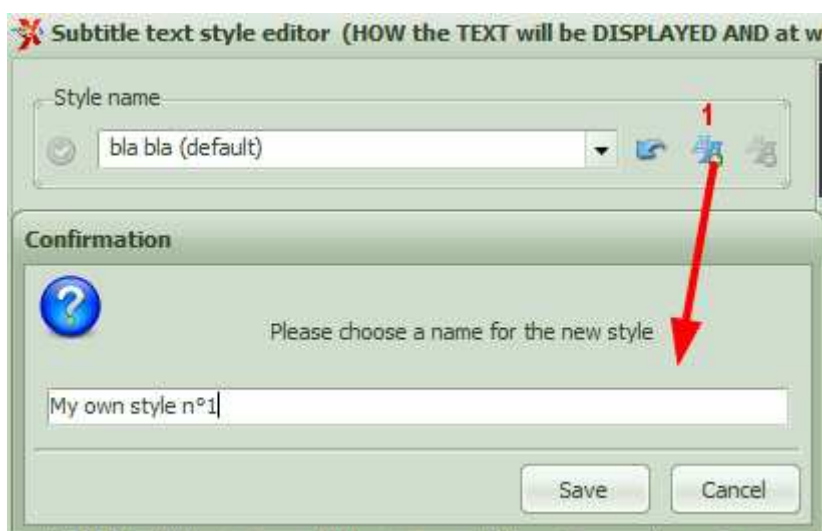 Subtitle text style editor (HOW the TEXT will be DISPLAYED AND at w
Style name
1
bla bla (default)
Confirmation
Please choose a name for the new style
My own style n°1
Save Cancel